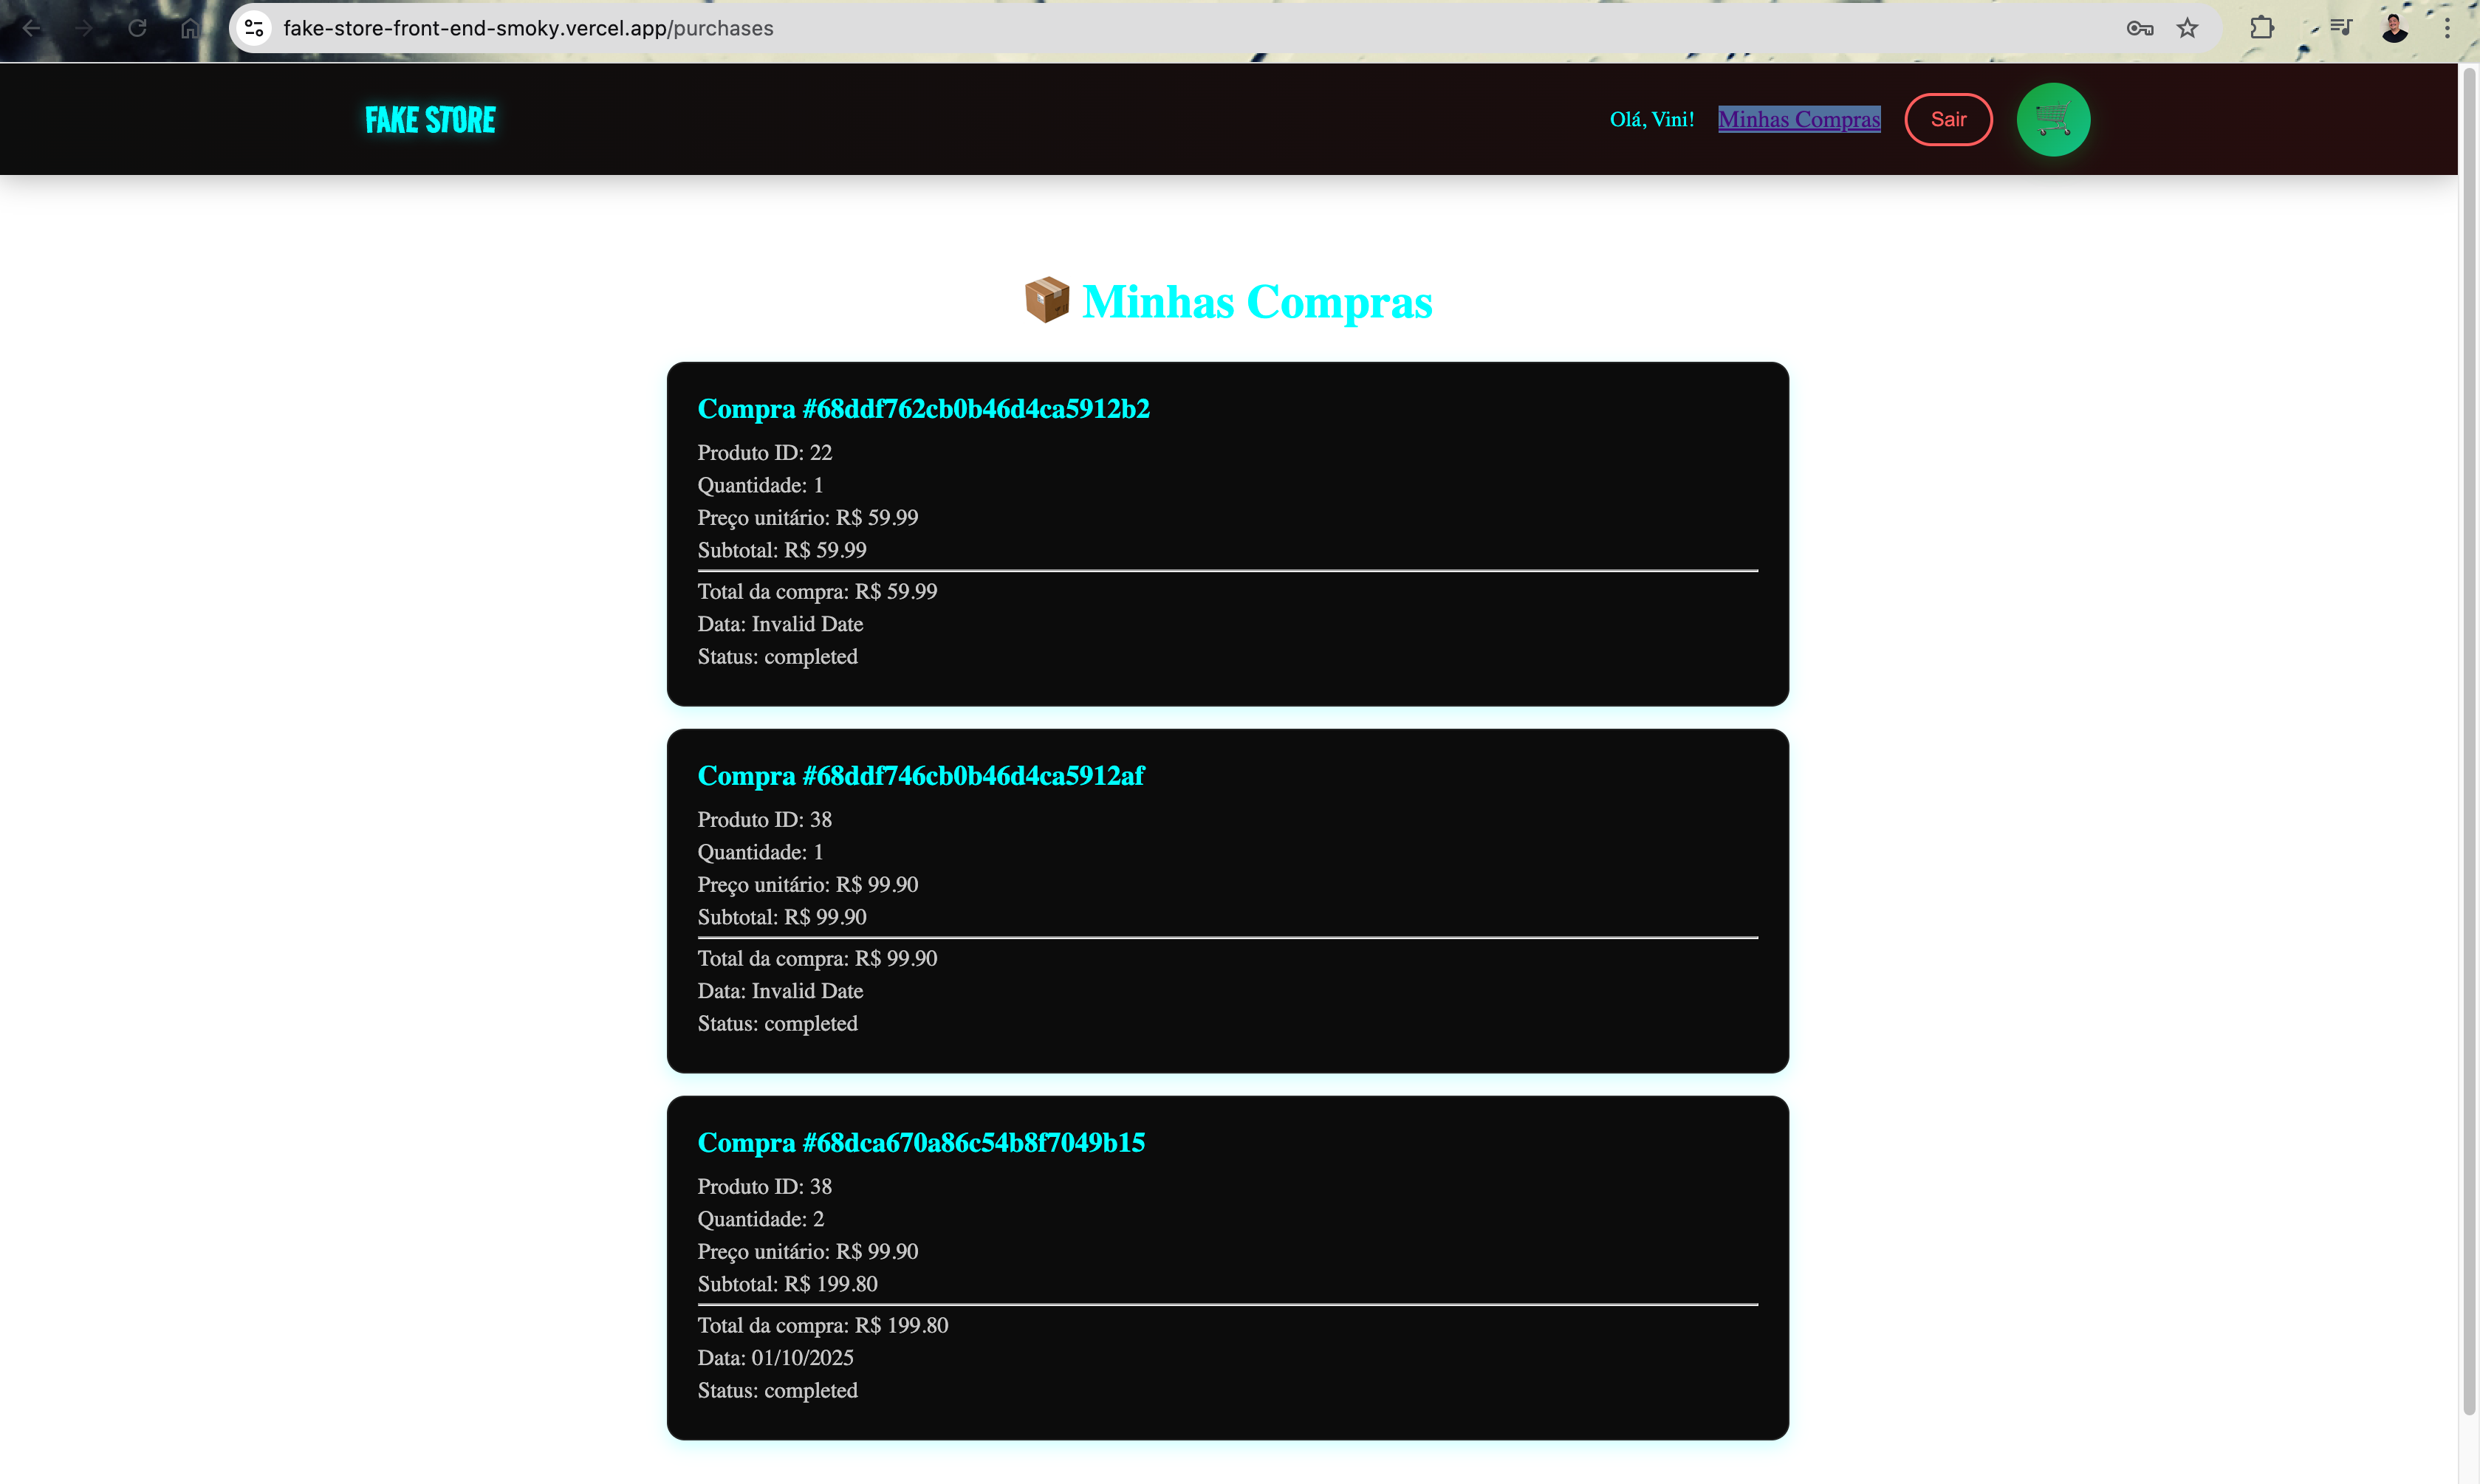 fake-store-front-end-smoky.vercel.app/purchases
FAKE STORE
Olá, Vini!
Minhas Compras
Sair
Minhas Compras
Compra #68ddf762cb0b46d4ca5912b2
Produto ID: 22
Quantidade: 1
Preço unitário: R$ 59.99
Subtotal: R$ 59.99
Total da compra: R$ 59.99
Data: Invalid Date
Status: completed
Compra #68ddf746cb0b46d4ca5912af
Produto ID: 38
Quantidade: 1
Preço unitário: R$ 99.90
Subtotal: R$ 99.90
Total da compra: R$ 99.90
Data: Invalid Date
Status: completed
Compra #68dca670a86c54b8f7049b15
Produto ID: 38
Quantidade: 2
Preço unitário: R$ 99.90
Subtotal: R$ 199.80
Total da compra: R$ 199.80
Data: 01/10/2025
Status: completed